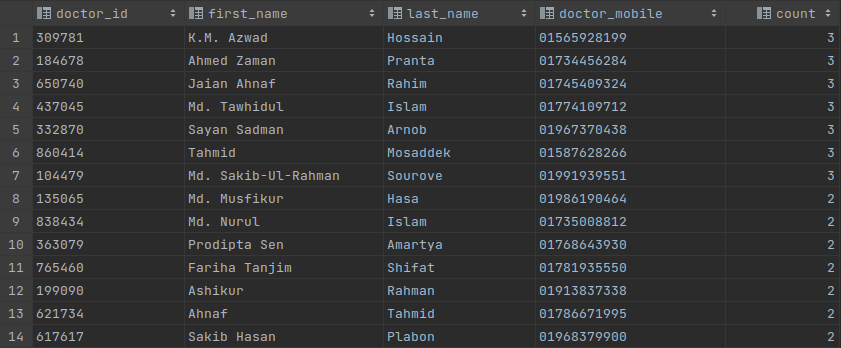 doctor_id first_name last_name doctor_mobile count
1 309781 K.M. Azwad Hossain 01565928199 3
2 184678 Ahmed Zaman Pranta 01734456284 3
3 650740 Jaian Ahnaf Rahim 01745409324 3
4 437045 Md. Tawhidul Islam 01774109712 3
5 332870 Sayan Sadman Arnob 01967370438 3
6 860414 Tahmid Mosaddek 01587628266 3
7 104479 Md. Sakib-Ul-Rahman Sourove 01991939551 3
8 135065 Md. Musfikur Hasa 01986190464 2
9 838434 Md. Nurul Islam 01735008812 2
10 363079 Prodipta Sen Amartya 01768643930 2
11 765460 Fariha Tanjim Shifat 01781935550 2
12 199090 Ashikur Rahman 01913837338 2
13 621734 Ahnaf Tahmid 01786671995 2
14 617617 Sakib Hasan Plabon 01968379900 2